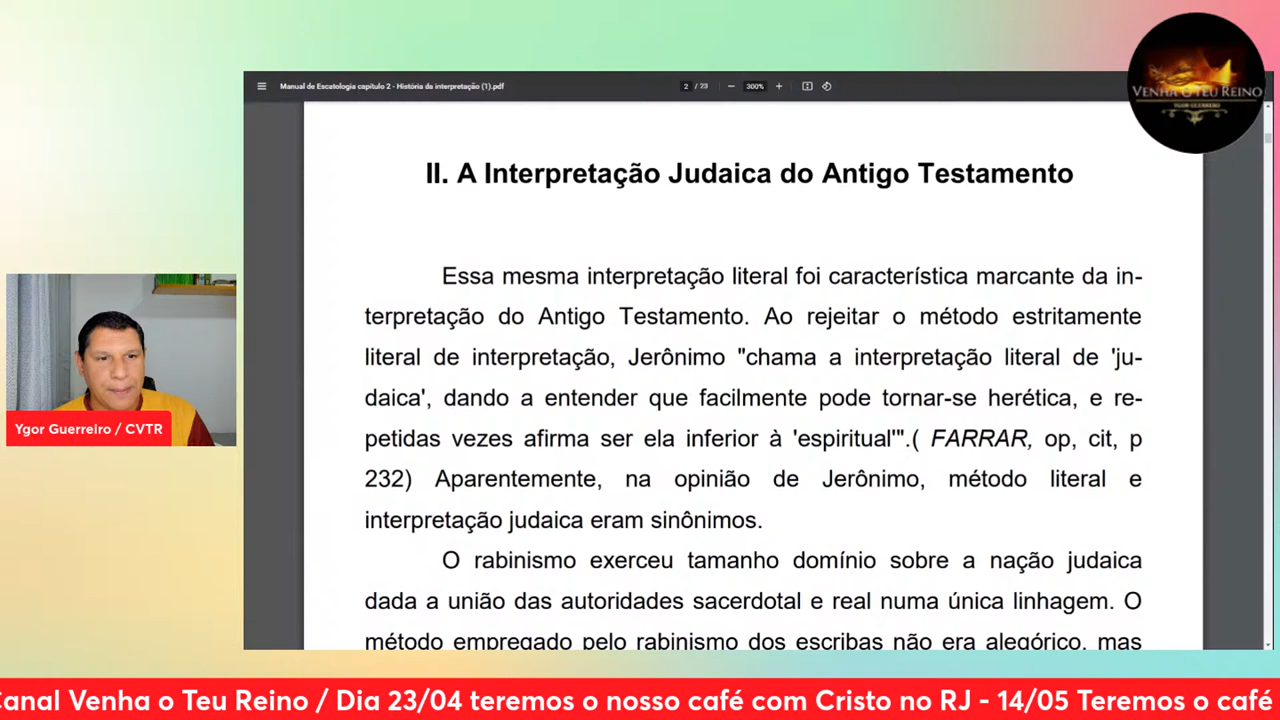 VENHA O TEU REINO
YGOR GUERREIRO
Manual de Escatologia capítulo 2 - História da interpretação (1).pdf
2 / 23
300%
II. A Interpretação Judaica do Antigo Testamento
Essa mesma interpretação literal foi característica marcante da in-
terpretação do Antigo Testamento. Ao rejeitar o método estritamente
literal de interpretação, Jerônimo "chama a interpretação literal de 'ju-
daica', dando a entender que facilmente pode tornar-se herética, e re-
petidas vezes afirma ser ela inferior à 'espiritual'".( FARRAR, op, cit, p
232) Aparentemente, na opinião de Jerônimo, método literal e
interpretação judaica eram sinônimos.
O rabinismo exerceu tamanho domínio sobre a nação judaica
dada a união das autoridades sacerdotal e real numa única linhagem. O
método empregado pelo rabinismo dos escribas não era alegórico, mas
Ygor Guerreiro / CVTR
Canal Venha o Teu Reino / Dia 23/04 teremos o nosso café com Cristo no RJ - 14/05 Teremos o café